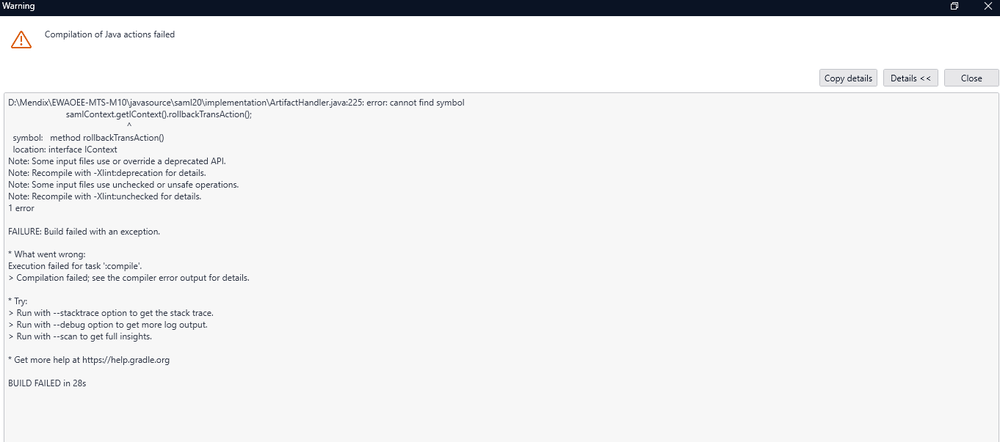 Warning
Compilation of Java actions failed
Copy details
Details <<
Close
D:\Mendix\EWAOEE-MTS-M10\javasource\saml20\implementation\ArtifactHandler.java:225: error: cannot find symbol
samlContext.getIContext().rollbackTransAction();
^
symbol:   method rollbackTransAction()
location: interface IContext
Note: Some input files use or override a deprecated API.
Note: Recompile with -Xlint:deprecation for details.
Note: Some input files use unchecked or unsafe operations.
Note: Recompile with -Xlint:unchecked for details.
1 error
FAILURE: Build failed with an exception.
* What went wrong:
Execution failed for task ':compile'.
> Compilation failed; see the compiler error output for details.
* Try:
> Run with --stacktrace option to get the stack trace.
> Run with --debug option to get more log output.
> Run with --scan to get full insights.
* Get more help at https://help.gradle.org
BUILD FAILED in 28s